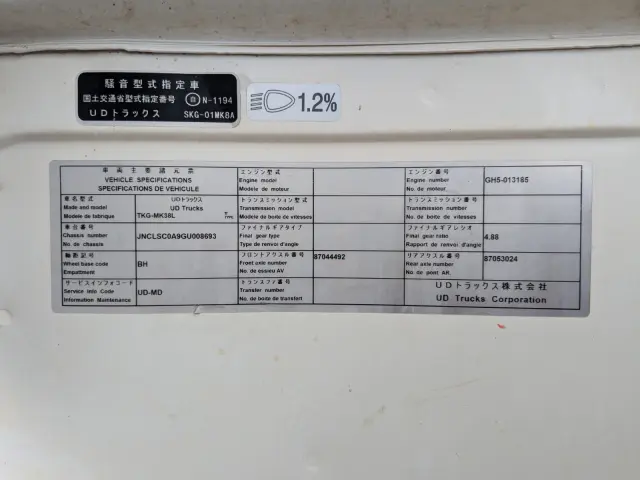 騒音型式指定車
国土交通省型式指定番号 自 N-1194
UDトラックス SKG-01MK8A
1.2%
車両主要諸元表
VEHICLE SPECIFICATIONS
SPECIFICATIONS DE VEHICULE
車名型式 UDトラックス
Made and model UD Trucks
Modele de fabrique TKG-MK38L TYPE
車台番号
Chassis number JNCLSC0A9GU008693
No. de chassis
軸距記号
Wheel base code BH
Empattment
サービスインフォコード
Service info Code UD-MD
Information Maintenance
エンジン型式
Engine model
Modele de moteur
トランスミッション型式
Transmission model
Modele de boite de vitesses
ファイナルギアタイプ
Final gear type
Type de renvoi d'angle
フロントアクスル番号 87044492
Front axle number
No. de essieu AV
トランスファ番号
Transfer number
No. de boite de transfert
エンジン番号
Engine number GH5-013185
No. de moteur
トランスミッション番号
Transmission number
No. de boite de vitesses
ファイナルギアレシオ
Final gear ratio 4.88
Rapport de renvoi d'angle
リアアクスル番号 87053024
Rear axle number
No. de pont AR.
UDトラックス株式会社
UD Trucks Corporation